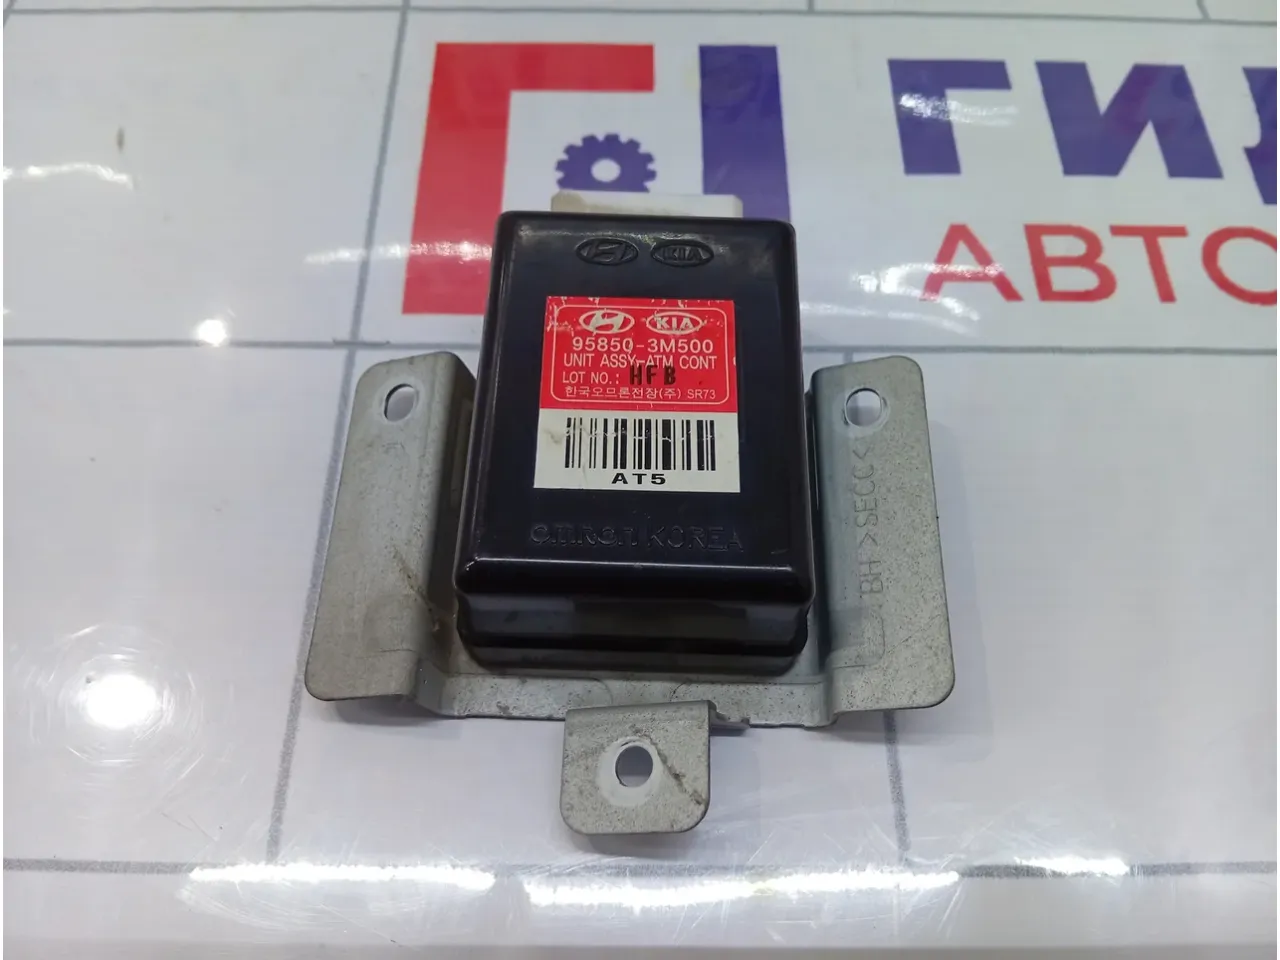 ГИД
АВТО
KIA
KIA
95850-3M500
UNIT ASSY-ATM CONT
LOT NO.: HFB
한국오므론전장(주) SR73
AT5
omron KOREA
BH >SECC<